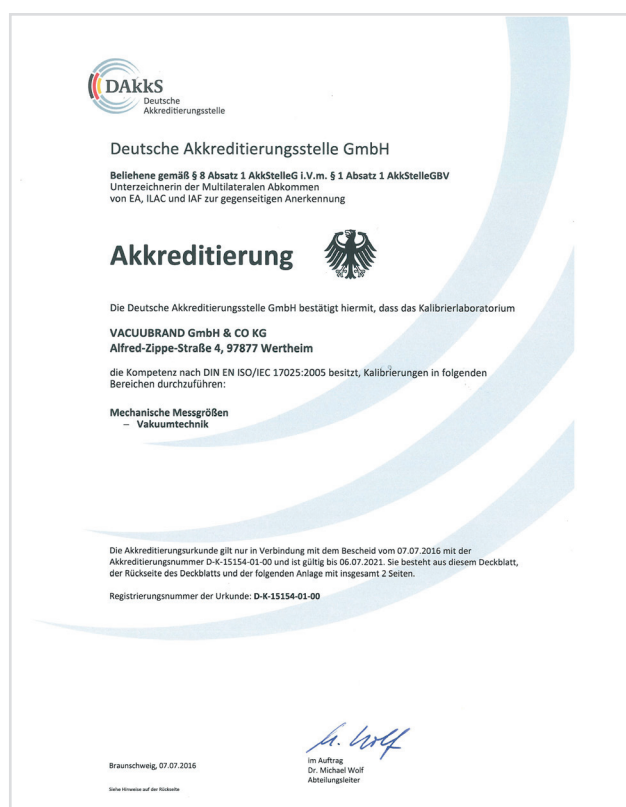 DAkkS
Deutsche
Akkreditierungsstelle
Deutsche Akkreditierungsstelle GmbH
Beliehene gemäß § 8 Absatz 1 AkkStelleG i.V.m. § 1 Absatz 1 AkkStelleGBV
Unterzeichnerin der Multilateralen Abkommen
von EA, ILAC und IAF zur gegenseitigen Anerkennung
Akkreditierung
Die Deutsche Akkreditierungsstelle GmbH bestätigt hiermit, dass das Kalibrierlaboratorium
VACUUBRAND GmbH & CO KG
Alfred-Zippe-Straße 4, 97877 Wertheim
die Kompetenz nach DIN EN ISO/IEC 17025:2005 besitzt, Kalibrierungen in folgenden
Bereichen durchzuführen:
Mechanische Messgrößen
– Vakuumtechnik
Die Akkreditierungsurkunde gilt nur in Verbindung mit dem Bescheid vom 07.07.2016 mit der
Akkreditierungsnummer D-K-15154-01-00 und ist gültig bis 06.07.2021. Sie besteht aus diesem Deckblatt,
der Rückseite des Deckblatts und der folgenden Anlage mit insgesamt 2 Seiten.
Registrierungsnummer der Urkunde: D-K-15154-01-00
M. Wolf
Braunschweig, 07.07.2016
im Auftrag
Dr. Michael Wolf
Abteilungsleiter
Siehe Hinweise auf der Rückseite